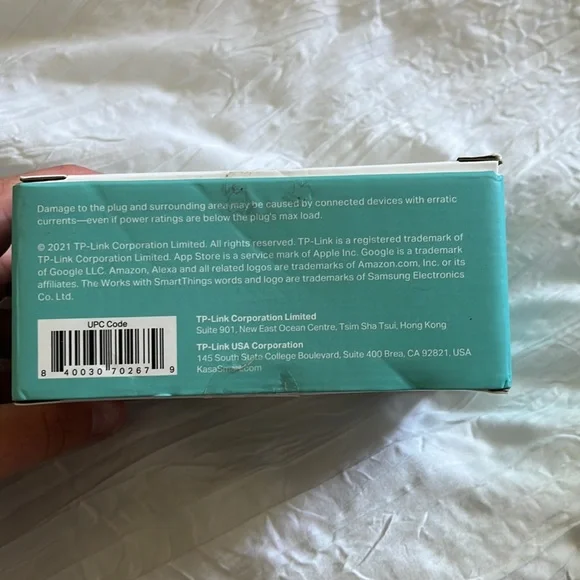 Damage to the plug and surrounding area may be caused by connected devices with erratic
currents—even if power ratings are below the plug's max load.
© 2021 TP-Link Corporation Limited. All rights reserved. TP-Link is a registered trademark of
TP-Link Corporation Limited. App Store is a service mark of Apple Inc. Google is a trademark
of Google LLC. Amazon, Alexa and all related logos are trademarks of Amazon.com, Inc. or its
affiliates. The Works with SmartThings words and logo are trademarks of Samsung Electronics
Co. Ltd.
UPC Code
8 40030 70267 9
TP-Link Corporation Limited
Suite 901, New East Ocean Centre, Tsim Sha Tsui, Hong Kong
TP-Link USA Corporation
145 South State College Boulevard, Suite 400 Brea, CA 92821, USA
KasaSmart.com